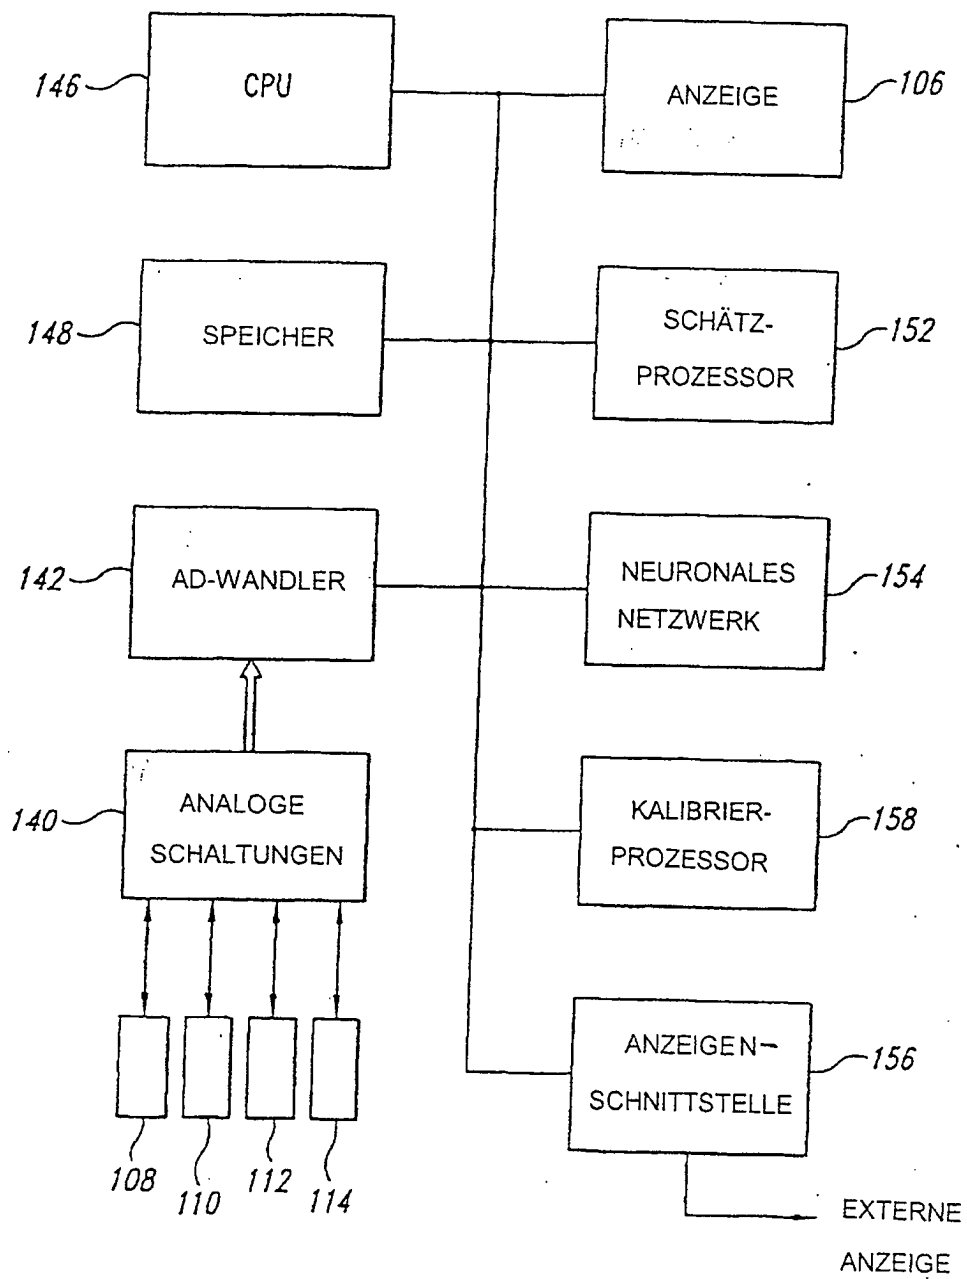 146
CPU
ANZEIGE
106
148
SPEICHER
SCHÄTZ-
PROZESSOR
152
142
AD-WANDLER
NEURONALES
NETZWERK
154
140
ANALOGE
SCHALTUNGEN
KALIBRIER-
PROZESSOR
158
108
110
112
114
ANZEIGEN-
SCHNITTSTELLE
156
EXTERNE
ANZEIGE